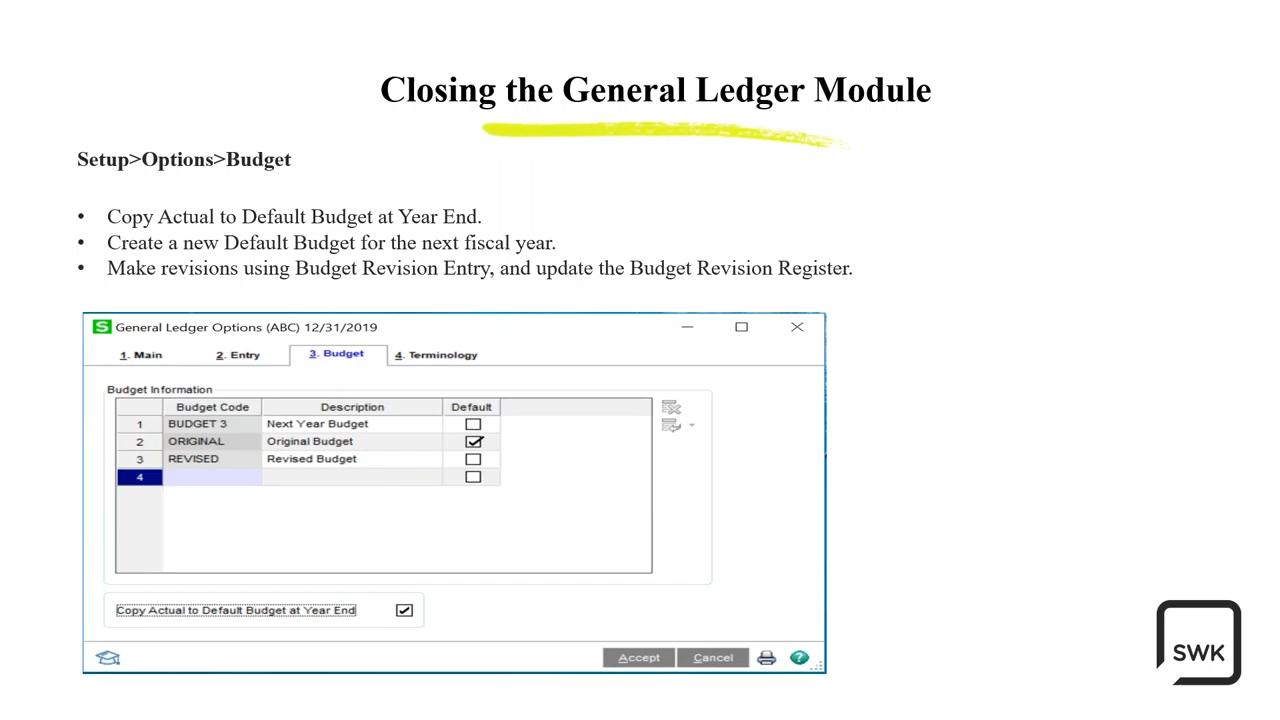 Closing the General Ledger Module
Setup>Options>Budget
• Copy Actual to Default Budget at Year End.
• Create a new Default Budget for the next fiscal year.
• Make revisions using Budget Revision Entry, and update the Budget Revision Register.
S General Ledger Options (ABC) 12/31/2019
1. Main 2. Entry 3. Budget 4. Terminology
Budget Information
Budget Code Description Default
1 BUDGET 3 Next Year Budget
2 ORIGINAL Original Budget
3 REVISED Revised Budget
4
Copy Actual to Default Budget at Year End
Accept Cancel ?
SWK